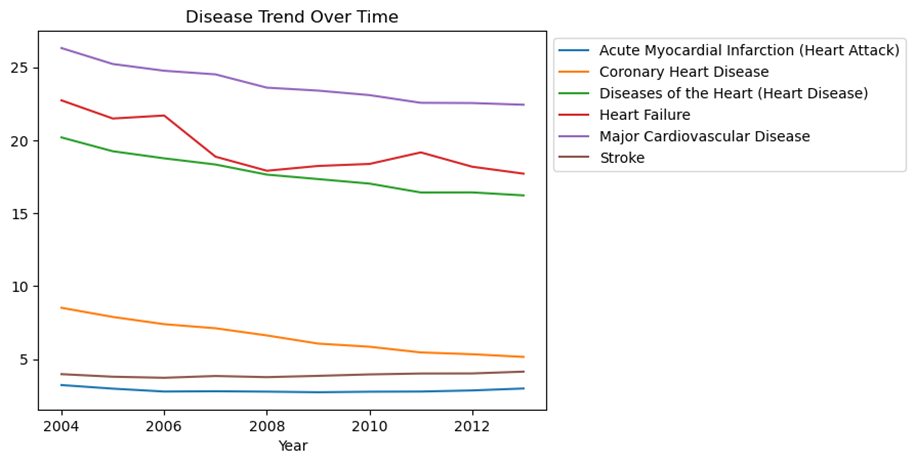 Disease Trend Over Time
Acute Myocardial Infarction (Heart Attack)
Coronary Heart Disease
Diseases of the Heart (Heart Disease)
Heart Failure
Major Cardiovascular Disease
Stroke
25
20
15
10
5
2004 2006 2008 2010 2012
Year